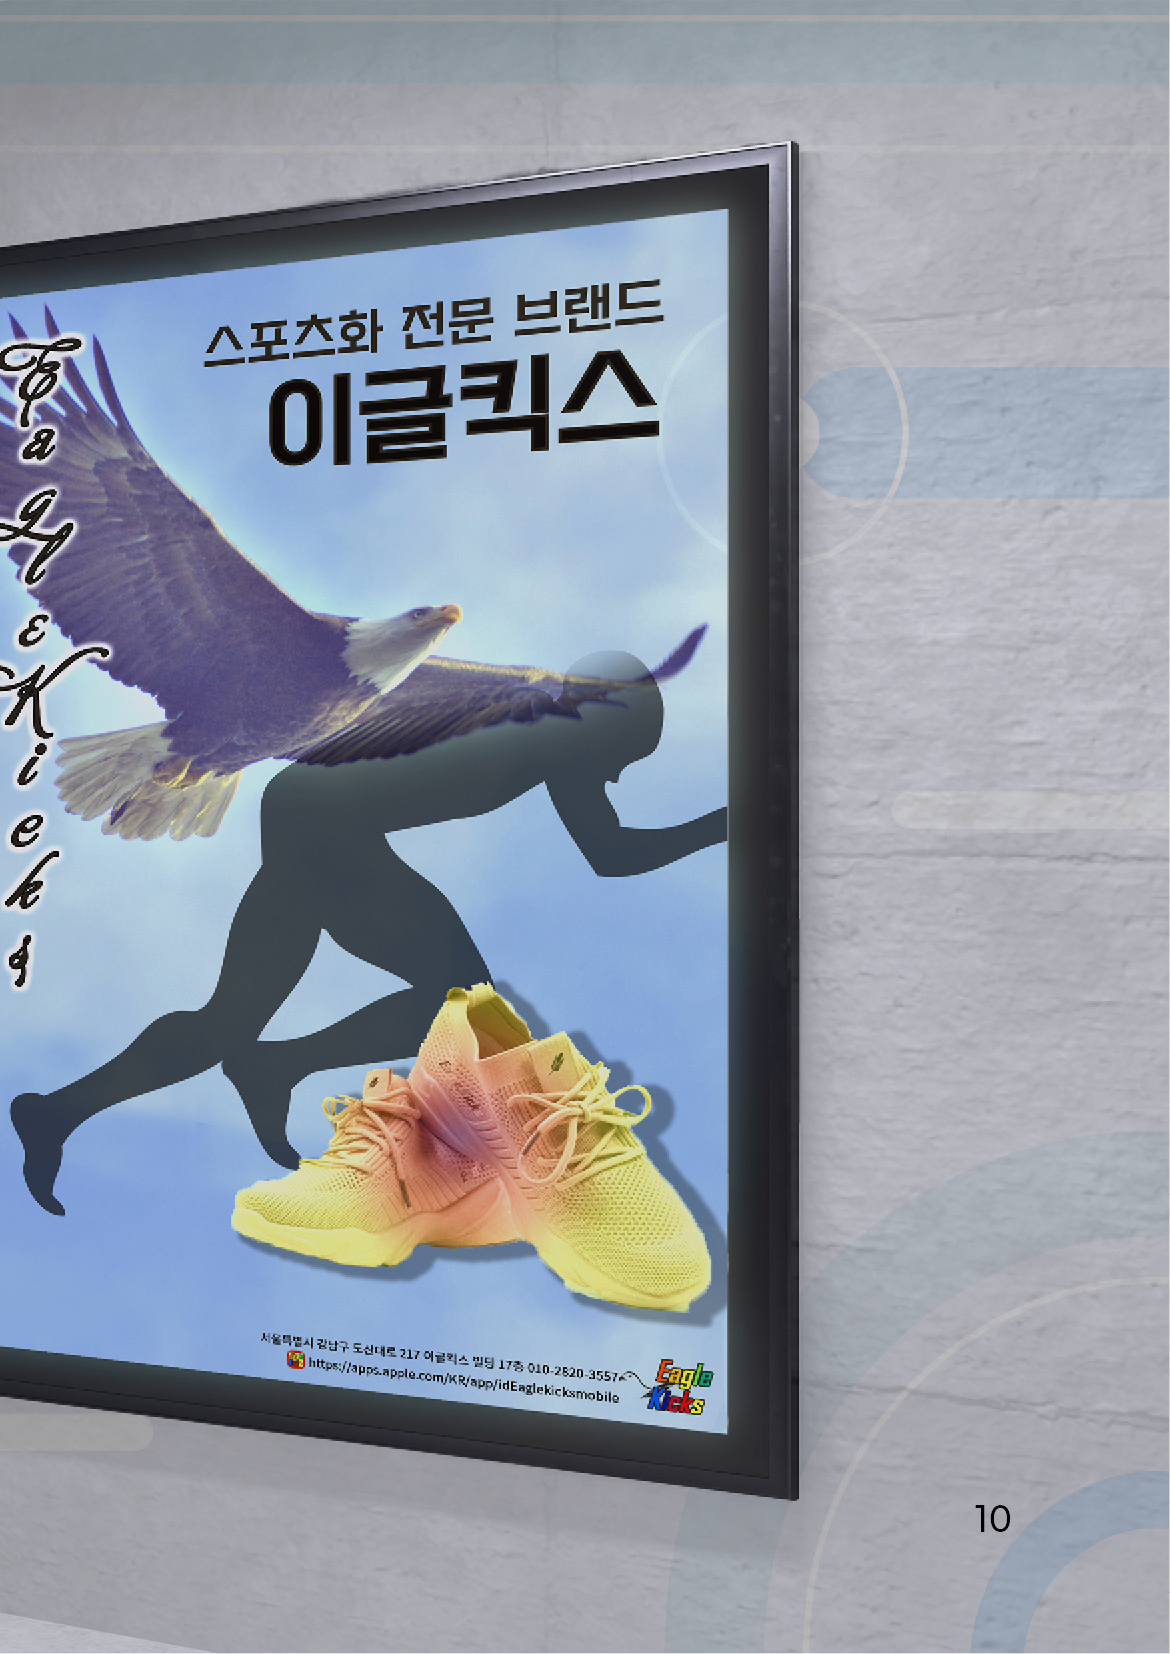 스포츠화 전문 브랜드
이글킥스
EagleKicks
서울특별시 강남구 도산대로 217 이글킥스 빌딩 17층 010-2820-3557
https://apps.apple.com/KR/app/idEaglekicksmobile
Eagle
Kicks
10